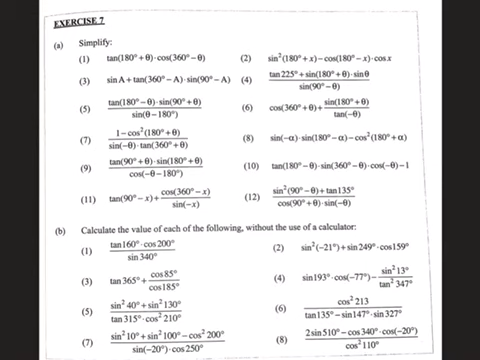 EXERCISE 7
(a) Simplify:
(1) tan(180° + θ) · cos(360° − θ) (2) sin²(180° + x) − cos(180° − x) · cos x
(3) sin A + tan(360° − A) · sin(90° − A) (4) (tan 225° + sin(180° + θ) · sin θ) / sin(90° − θ)
(5) (tan(180° − θ) · sin(90° + θ)) / sin(θ − 180°) (6) cos(360° + θ) + sin(180° + θ) / tan(−θ)
(7) (1 − cos²(180° + θ)) / (sin(−θ) · tan(360° + θ)) (8) sin(−α) · sin(180° − α) − cos²(180° + α)
(9) (tan(90° + θ) · sin(180° + θ)) / cos(−θ − 180°) (10) tan(180° − θ) · sin(360° − θ) · cos(−θ) − 1
(11) tan(90° − x) + cos(360° − x) / sin(−x) (12) (sin²(90° − θ) + tan 135°) / (cos(90° + θ) · sin(−θ))
(b) Calculate the value of each of the following, without the use of a calculator:
(1) (tan 160° · cos 200°) / sin 340° (2) sin²(−21°) + sin 249° · cos 159°
(3) tan 365° + cos 85° / cos 185° (4) sin 193° · cos(−77°) − sin² 13° / tan² 347°
(5) (sin² 40° + sin² 130°) / (tan 315° · cos² 210°) (6) cos² 213 / (tan 135° − sin 147° · sin 327°)
(7) (sin² 10° + sin² 100° − cos² 200°) / (sin(−20°) · cos 250°) (8) (2 sin 510° − cos 340° · cos(−20°)) / cos² 110°